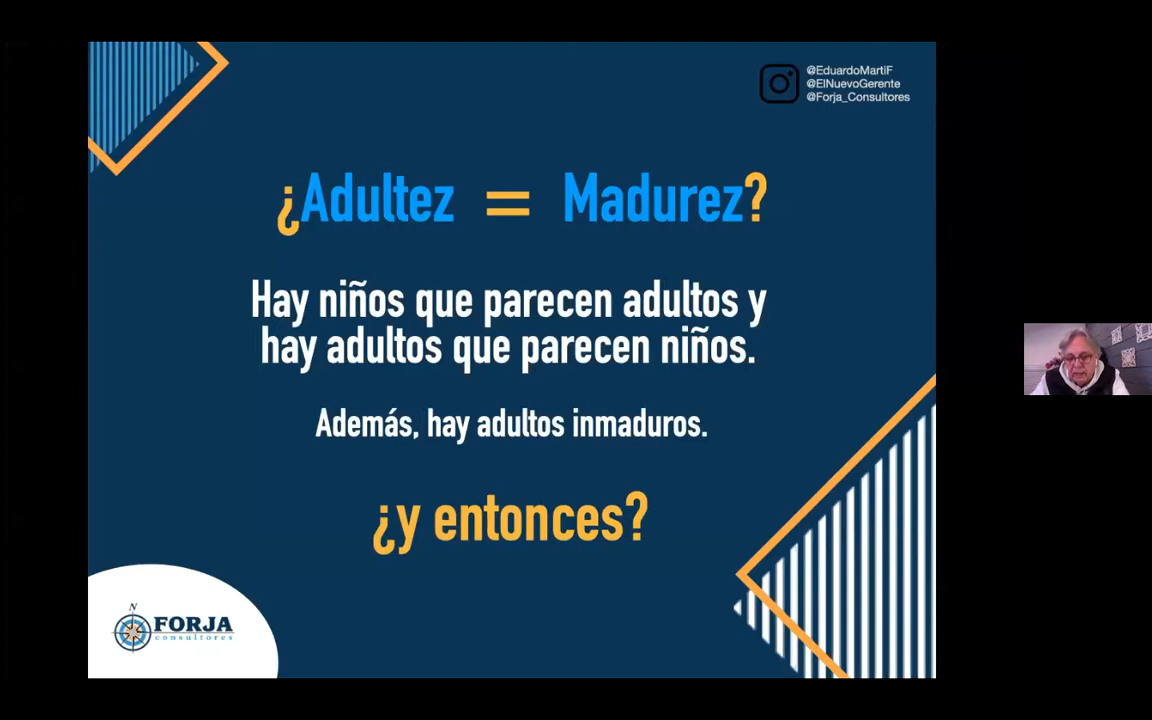 @EduardoMartiF
@ElNuevoGerente
@Forja_Consultores
¿Adultez = Madurez?
Hay niños que parecen adultos y
hay adultos que parecen niños.
Además, hay adultos inmaduros.
¿y entonces?
N
FORJA
consultores